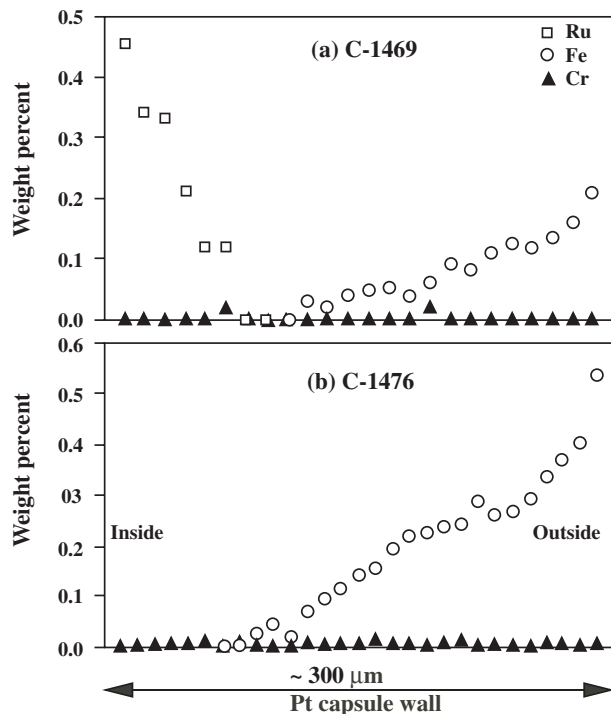 0.5
0.4
0.3
0.2
0.1
0.0
Weight percent
(a) C-1469
Ru
Fe
Cr
0.6
0.5
0.4
03
0.2
0.1
0.0
Weight percent
(b) C-1476
Inside
Outside
~ 300 μm
Pt capsule wall